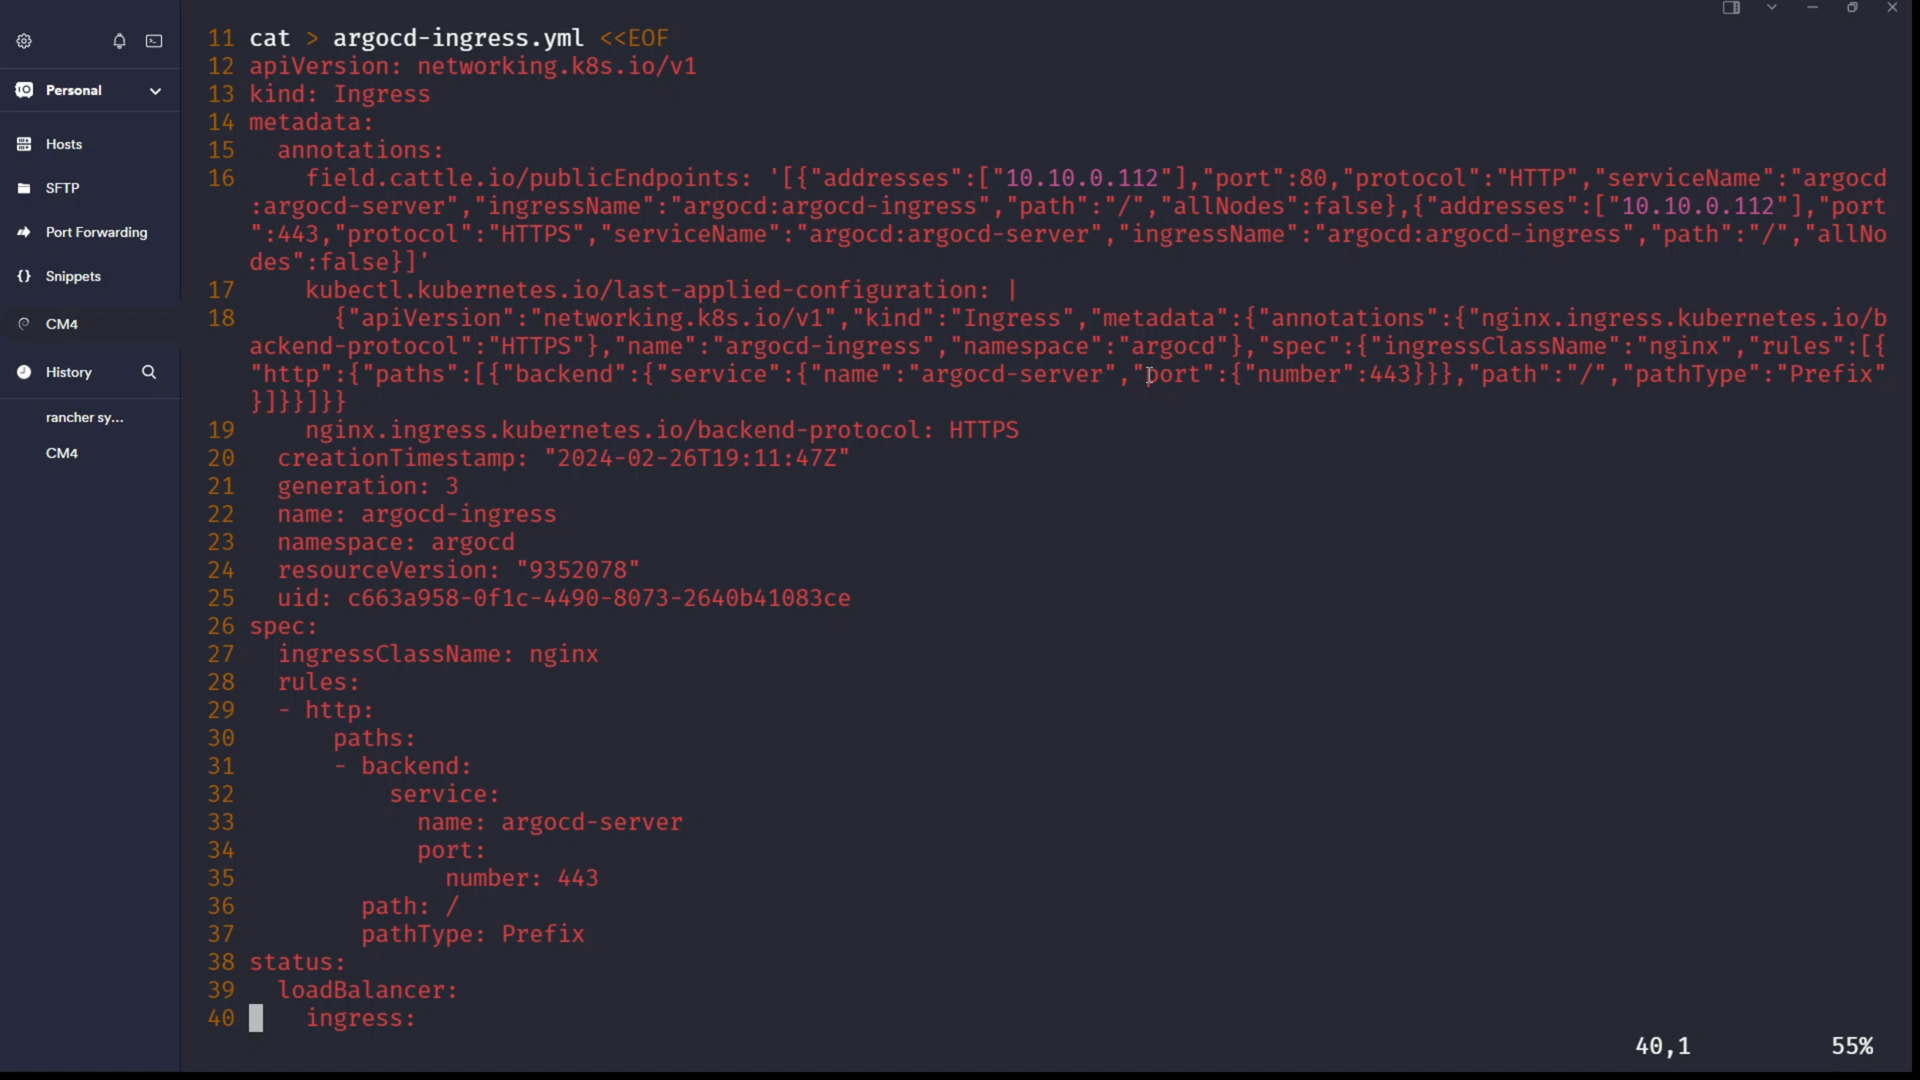 11 cat > argocd-ingress.yml <<EOF
12 apiVersion: networking.k8s.io/v1
Personal
13 kind: Ingress
14 metadata:
Hosts
15   annotations:
SFTP
16     field.cattle.io/publicEndpoints: '[{"addresses":["10.10.0.112"],"port":80,"protocol":"HTTP","serviceName":"argocd
:argocd-server","ingressName":"argocd:argocd-ingress","path":"/","allNodes":false},{"addresses":["10.10.0.112"],"port
Port Forwarding
":443,"protocol":"HTTPS","serviceName":"argocd:argocd-server","ingressName":"argocd:argocd-ingress","path":"/","allNo
des":false}]'
Snippets
17     kubectl.kubernetes.io/last-applied-configuration: |
CM4
18       {"apiVersion":"networking.k8s.io/v1","kind":"Ingress","metadata":{"annotations":{"nginx.ingress.kubernetes.io/b
ackend-protocol":"HTTPS"},"name":"argocd-ingress","namespace":"argocd"},"spec":{"ingressClassName":"nginx","rules":[{
History
"http":{"paths":[{"backend":{"service":{"name":"argocd-server","port":{"number":443}}},"path":"/","pathType":"Prefix"
}]}}]}}
rancher sy...
19     nginx.ingress.kubernetes.io/backend-protocol: HTTPS
CM4
20   creationTimestamp: "2024-02-26T19:11:47Z"
21   generation: 3
22   name: argocd-ingress
23   namespace: argocd
24   resourceVersion: "9352078"
25   uid: c663a958-0f1c-4490-8073-2640b41083ce
26 spec:
27   ingressClassName: nginx
28   rules:
29   - http:
30       paths:
31       - backend:
32           service:
33             name: argocd-server
34             port:
35               number: 443
36         path: /
37         pathType: Prefix
38 status:
39   loadBalancer:
40     ingress:
40,1 55%